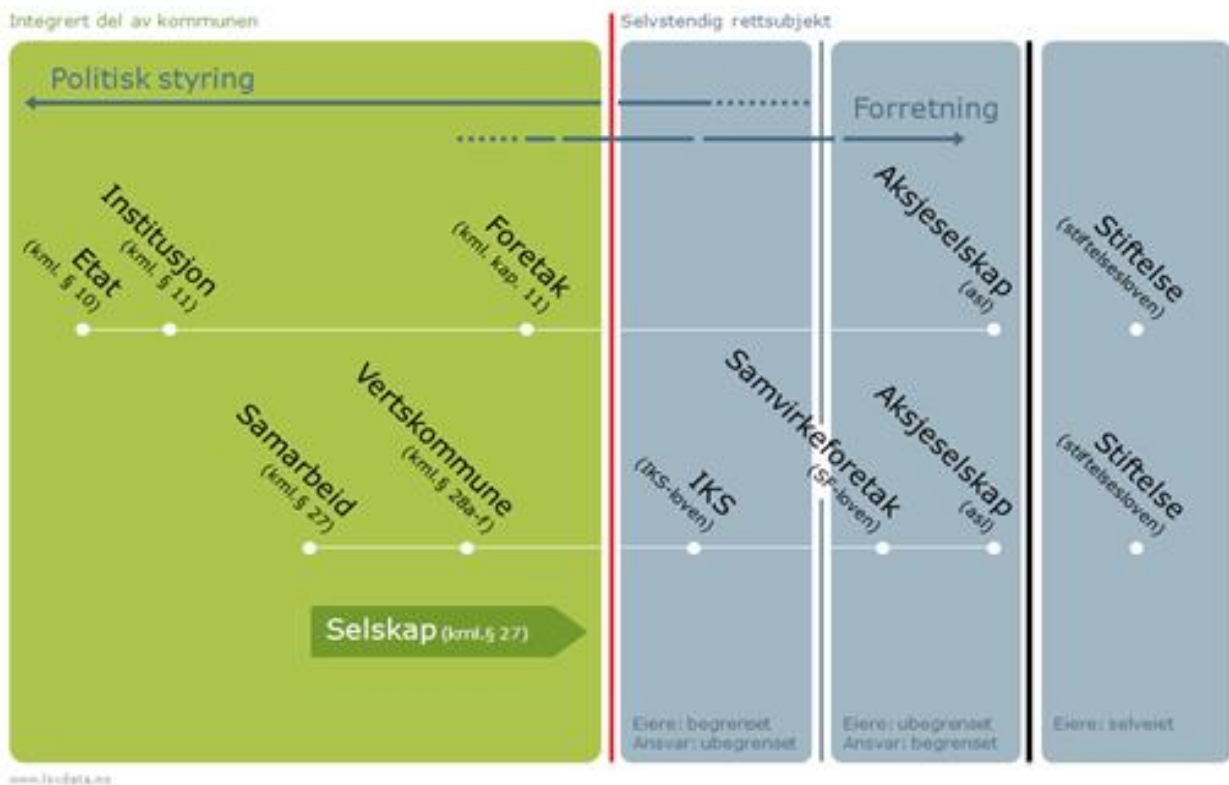 Integrert del av kommunen
Selvstendig rettsubjekt
Politisk styring
Forretning
Etat
(kml. § 10)
Institusjon
(kml. § 11)
Foretak
(kml. kap. 11)
Aksjeselskap
(asl)
Stiftelse
(stiftelsesloven)
Samarbeid
(kml.§ 27)
Vertskommune
(kml.§ 28a-f)
IKS
(IKS-loven)
Samvirkeforetak
(SF-loven)
Aksjeselskap
(asl)
Stiftelse
(stiftelsesloven)
Selskap (kml.§ 27)
Eiere: begrenset
Ansvar: ubegrenset
Eiere: ubegrenset
Ansvar: begrenset
Eiere: selveiet
www.lovdata.no